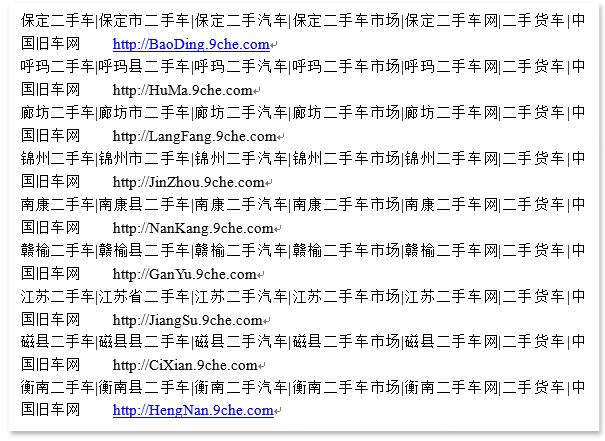 保定二手车|保定市二手车|保定二手汽车|保定二手车市场|保定二手车网|二手货车|中
国旧车网 http://BaoDing.9che.com
呼玛二手车|呼玛县二手车|呼玛二手汽车|呼玛二手车市场|呼玛二手车网|二手货车|中
国旧车网 http://HuMa.9che.com
廊坊二手车|廊坊市二手车|廊坊二手汽车|廊坊二手车市场|廊坊二手车网|二手货车|中
国旧车网 http://LangFang.9che.com
锦州二手车|锦州市二手车|锦州二手汽车|锦州二手车市场|锦州二手车网|二手货车|中
国旧车网 http://JinZhou.9che.com
南康二手车|南康县二手车|南康二手汽车|南康二手车市场|南康二手车网|二手货车|中
国旧车网 http://NanKang.9che.com
赣榆二手车|赣榆县二手车|赣榆二手汽车|赣榆二手车市场|赣榆二手车网|二手货车|中
国旧车网 http://GanYu.9che.com
江苏二手车|江苏省二手车|江苏二手汽车|江苏二手车市场|江苏二手车网|二手货车|中
国旧车网 http://JiangSu.9che.com
磁县二手车|磁县县二手车|磁县二手汽车|磁县二手车市场|磁县二手车网|二手货车|中
国旧车网 http://CiXian.9che.com
衡南二手车|衡南县二手车|衡南二手汽车|衡南二手车市场|衡南二手车网|二手货车|中
国旧车网 http://HengNan.9che.com